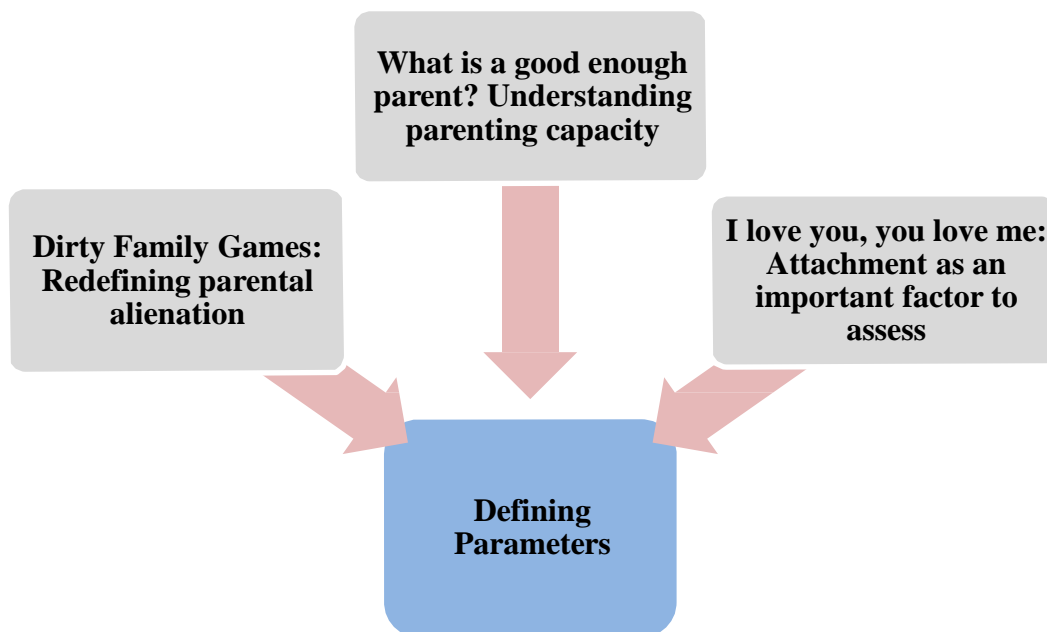 What is a good enough
parent? Understanding
parenting capacity
Dirty Family Games:
Redefining parental
alienation
I love you, you love me:
Attachment as an
important factor to
assess
Defining
Parameters